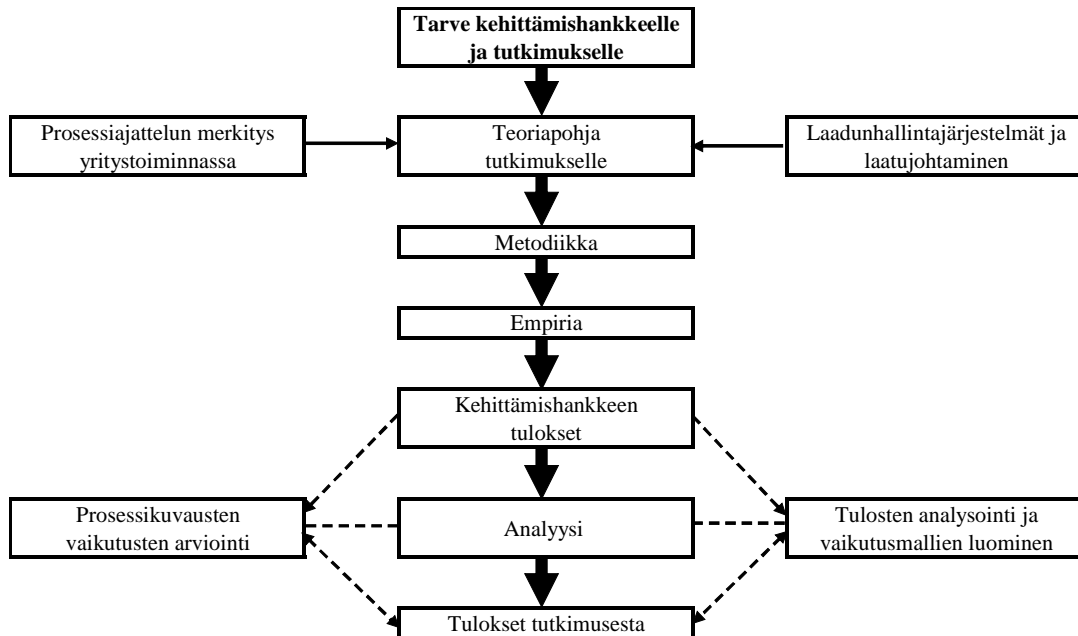 Tarve kehittämishankkeelle
ja tutkimukselle
Prosessiajattelun merkitys
yritystoiminnassa
Teoriapohja
tutkimukselle
Laadunhallintajärjestelmät ja
laatujohtaminen
Metodiikka
Empiria
Kehittämishankkeen
tulokset
Prosessikuvausten
vaikutusten arviointi
Analyysi
Tulosten analysointi ja
vaikutusmallien luominen
Tulokset tutkimusesta